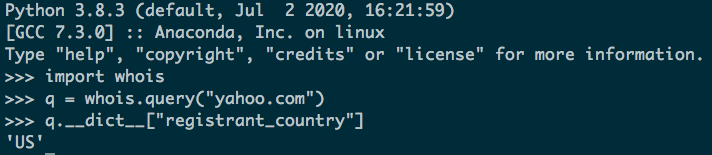 Python 3.8.3 (default, Jul  2 2020, 16:21:59)
[GCC 7.3.0] :: Anaconda, Inc. on linux
Type "help", "copyright", "credits" or "license" for more information.
>>> import whois
>>> q = whois.query("yahoo.com")
>>> q.__dict__["registrant_country"]
'US'